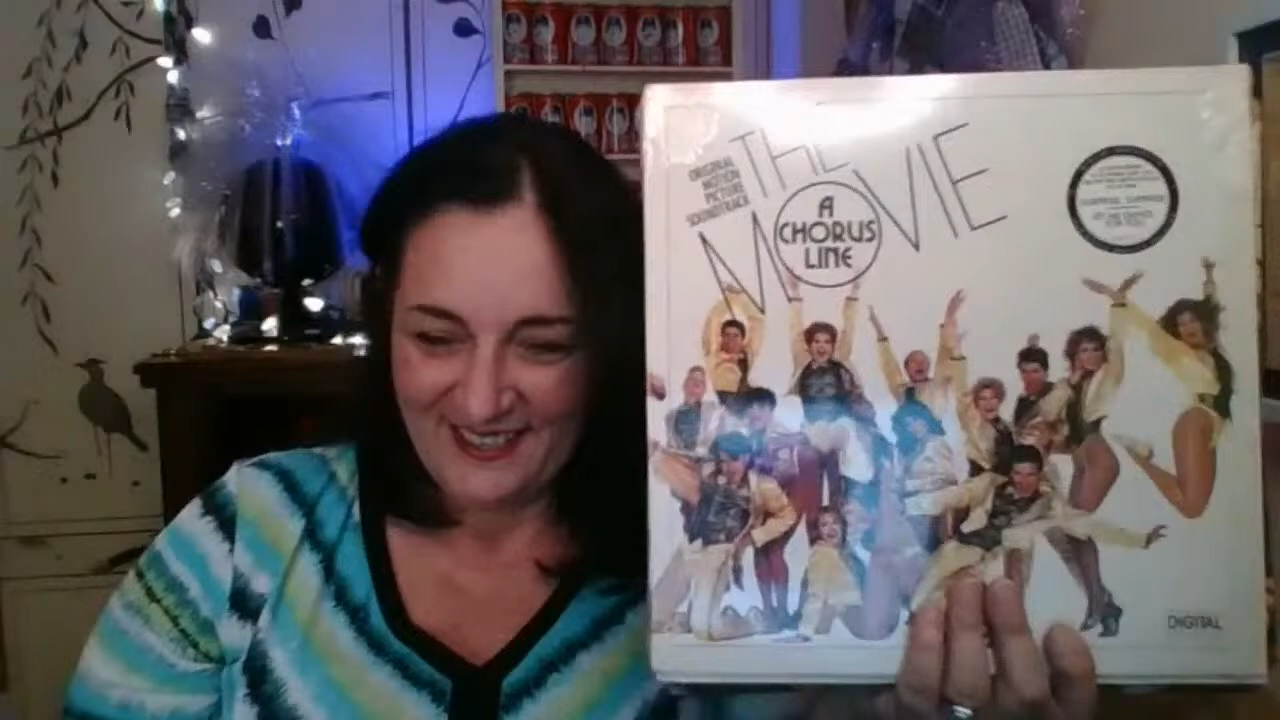 ORIGINAL
MOTION
PICTURE
SOUNDTRACK
THE
MOVIE
A
CHORUS
LINE
DIGITAL